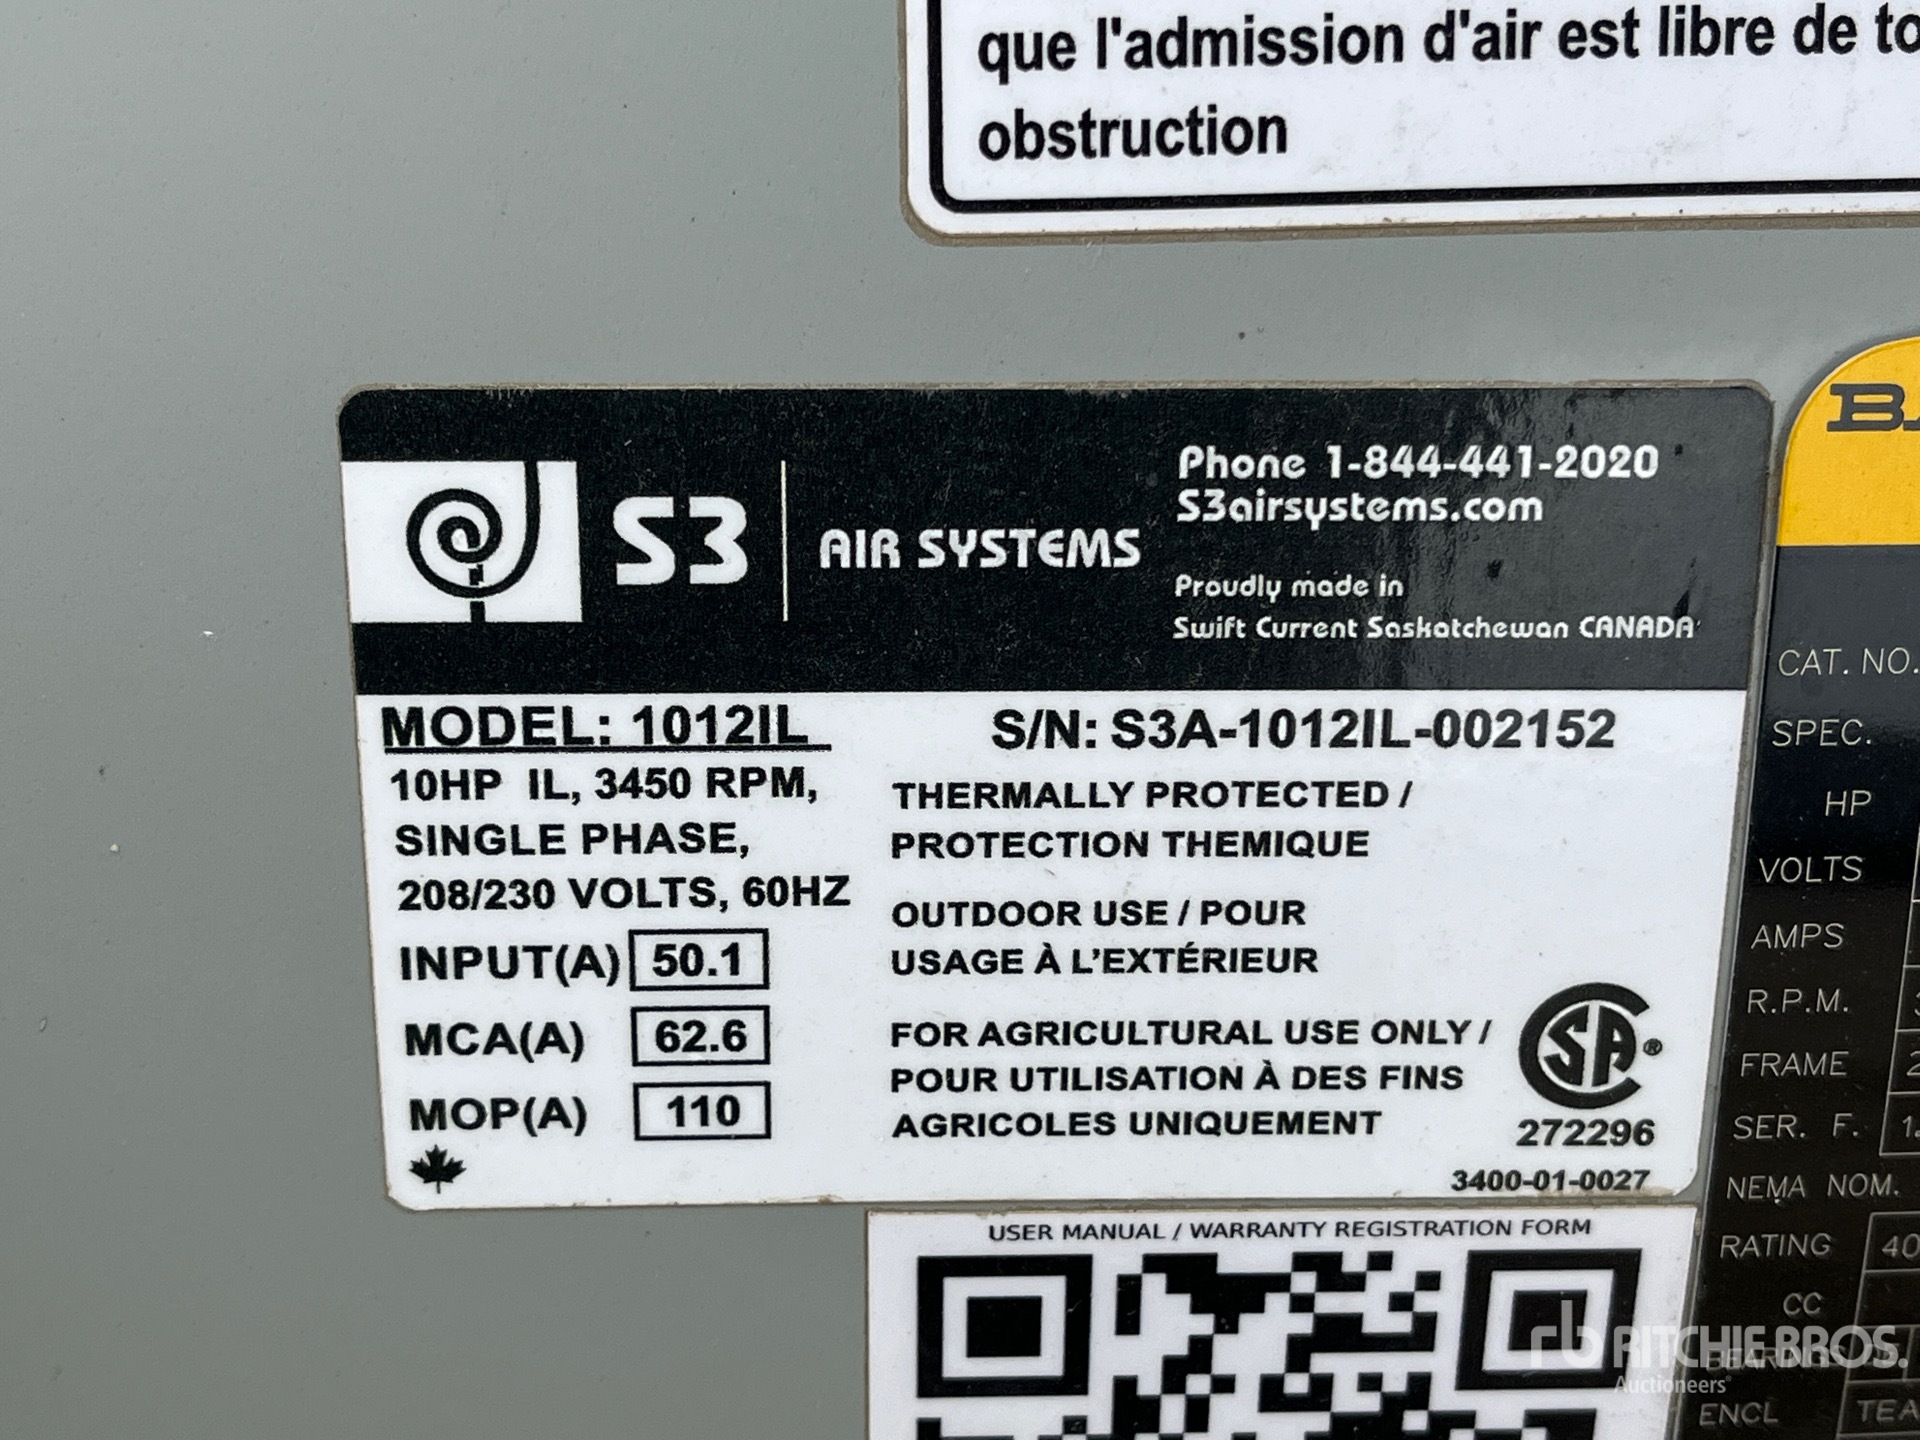 que l'admission d'air est libre de
obstruction
S3
AIR SYSTEMS
Phone 1-844-441-2020
S3airsystems.com
Proudly made in
Swift Current Saskatchewan CANADA
MODEL: 1012IL
10HP IL, 3450 RPM,
SINGLE PHASE,
208/230 VOLTS, 60HZ
INPUT(A) 50.1
MCA(A) 62.6
MOP(A) 110
S/N: S3A-1012IL-002152
THERMALLY PROTECTED /
PROTECTION THEMIQUE
OUTDOOR USE / POUR
USAGE À L'EXTÉRIEUR
FOR AGRICULTURAL USE ONLY /
POUR UTILISATION À DES FINS
AGRICOLES UNIQUEMENT
CSA®
272296
3400-01-0027
USER MANUAL / WARRANTY REGISTRATION FORM
CAT. NO.
SPEC.
HP
VOLTS
AMPS
R.P.M.
FRAME
SER. F.
NEMA NOM.
RATING 40
CC
BEARINGS
ENCL
rb RITCHIE BROS.
Auctioneers®